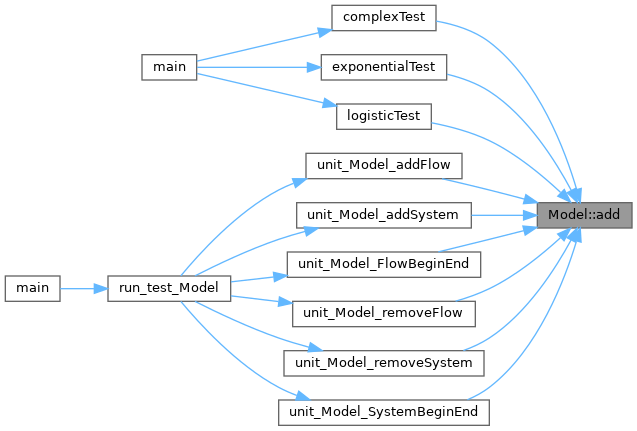 complexTest
main
exponentialTest
logisticTest
unit_Model_addFlow
unit_Model_addSystem
Model::add
unit_Model_FlowBeginEnd
main
run_test_Model
unit_Model_removeFlow
unit_Model_removeSystem
unit_Model_SystemBeginEnd